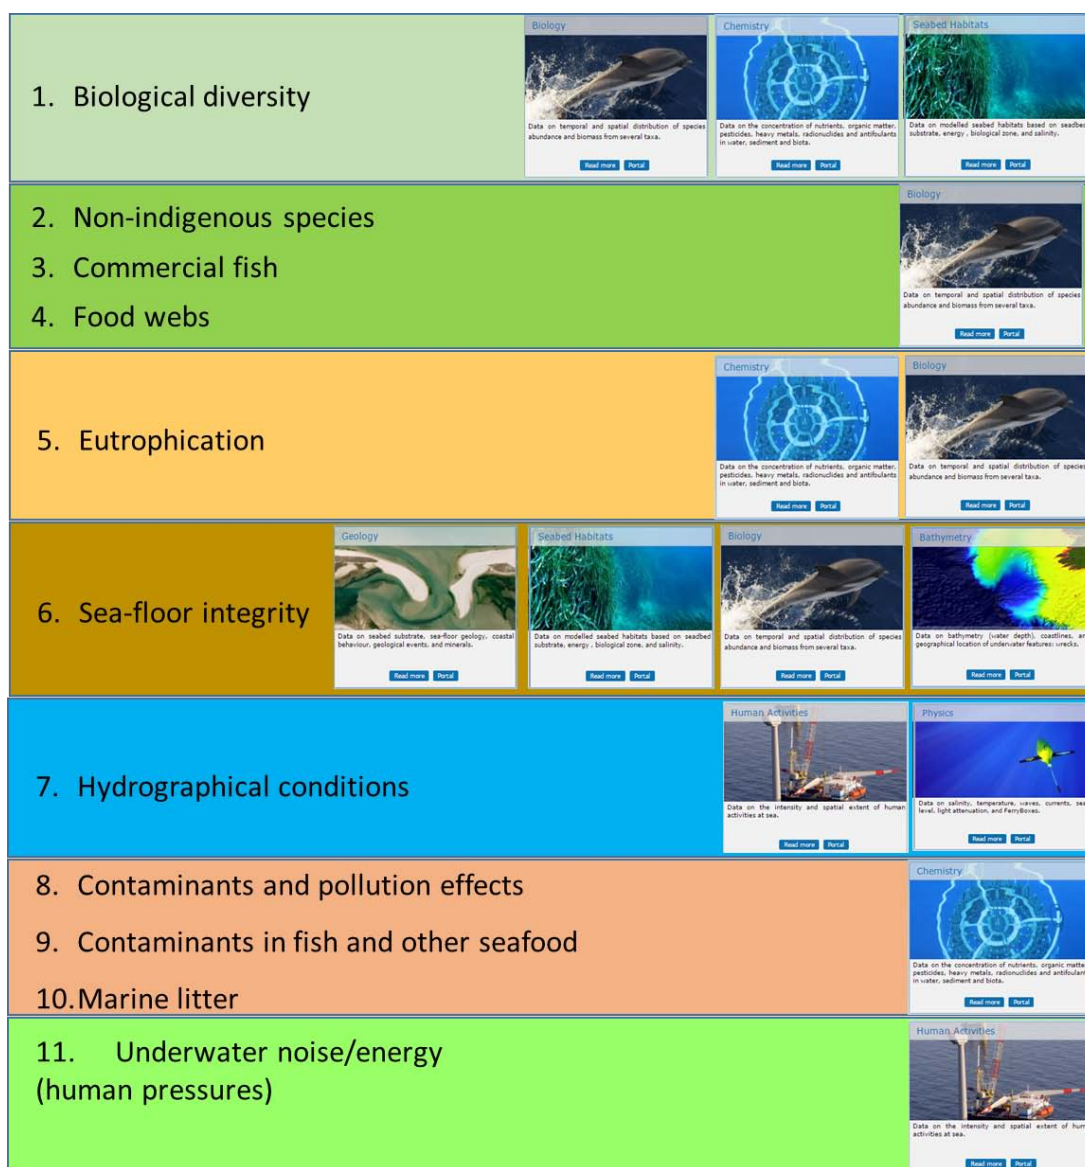 1. Biological diversity
Biology
Data on temporal and spatial distribution of species
abundance and biomass from several taxa.
Read more Portal
Chemistry
Data on the concentration of nutrients, organic matter,
pesticides, heavy metals, radionuclides and antifoulants
in water, sediment and biota.
Read more Portal
Seabed Habitats
Data on modelled seabed habitats based on seadbed
substrate, energy , biological zone, and salinity.
Read more Portal
2. Non-indigenous species
3. Commercial fish
4. Food webs
Biology
Data on temporal and spatial distribution of species
abundance and biomass from several taxa.
Read more Portal
5. Eutrophication
Chemistry
Data on the concentration of nutrients, organic matter,
pesticides, heavy metals, radionuclides and antifoulants
in water, sediment and biota.
Read more Portal
Biology
Data on temporal and spatial distribution of species
abundance and biomass from several taxa.
Read more Portal
6. Sea-floor integrity
Geology
Data on seabed substrate, sea-floor geology, coastal
behaviour, geological events, and minerals.
Read more Portal
Seabed Habitats
Data on modelled seabed habitats based on seadbed
substrate, energy , biological zone, and salinity.
Read more Portal
Biology
Data on temporal and spatial distribution of species
abundance and biomass from several taxa.
Read more Portal
Bathymetry
Data on bathymetry (water depth), coastlines, an
geographical location of underwater features: wrecks.
Read more Portal
7. Hydrographical conditions
Human Activities
Data on the intensity and spatial extent of human
activities at sea.
Read more Portal
Physics
Data on salinity, temperature, waves, currents, sea
level, light attenuation, and FerryBoxes.
Read more Portal
8. Contaminants and pollution effects
9. Contaminants in fish and other seafood
10. Marine litter
Chemistry
Data on the concentration of nutrients, organic matte
pesticides, heavy metals, radionuclides and antifoulant
in water, sediment and biota.
Read more Portal
11. Underwater noise/energy
(human pressures)
Human Activities
Data on the intensity and spatial extent of hum
activities at sea.
Read more Portal